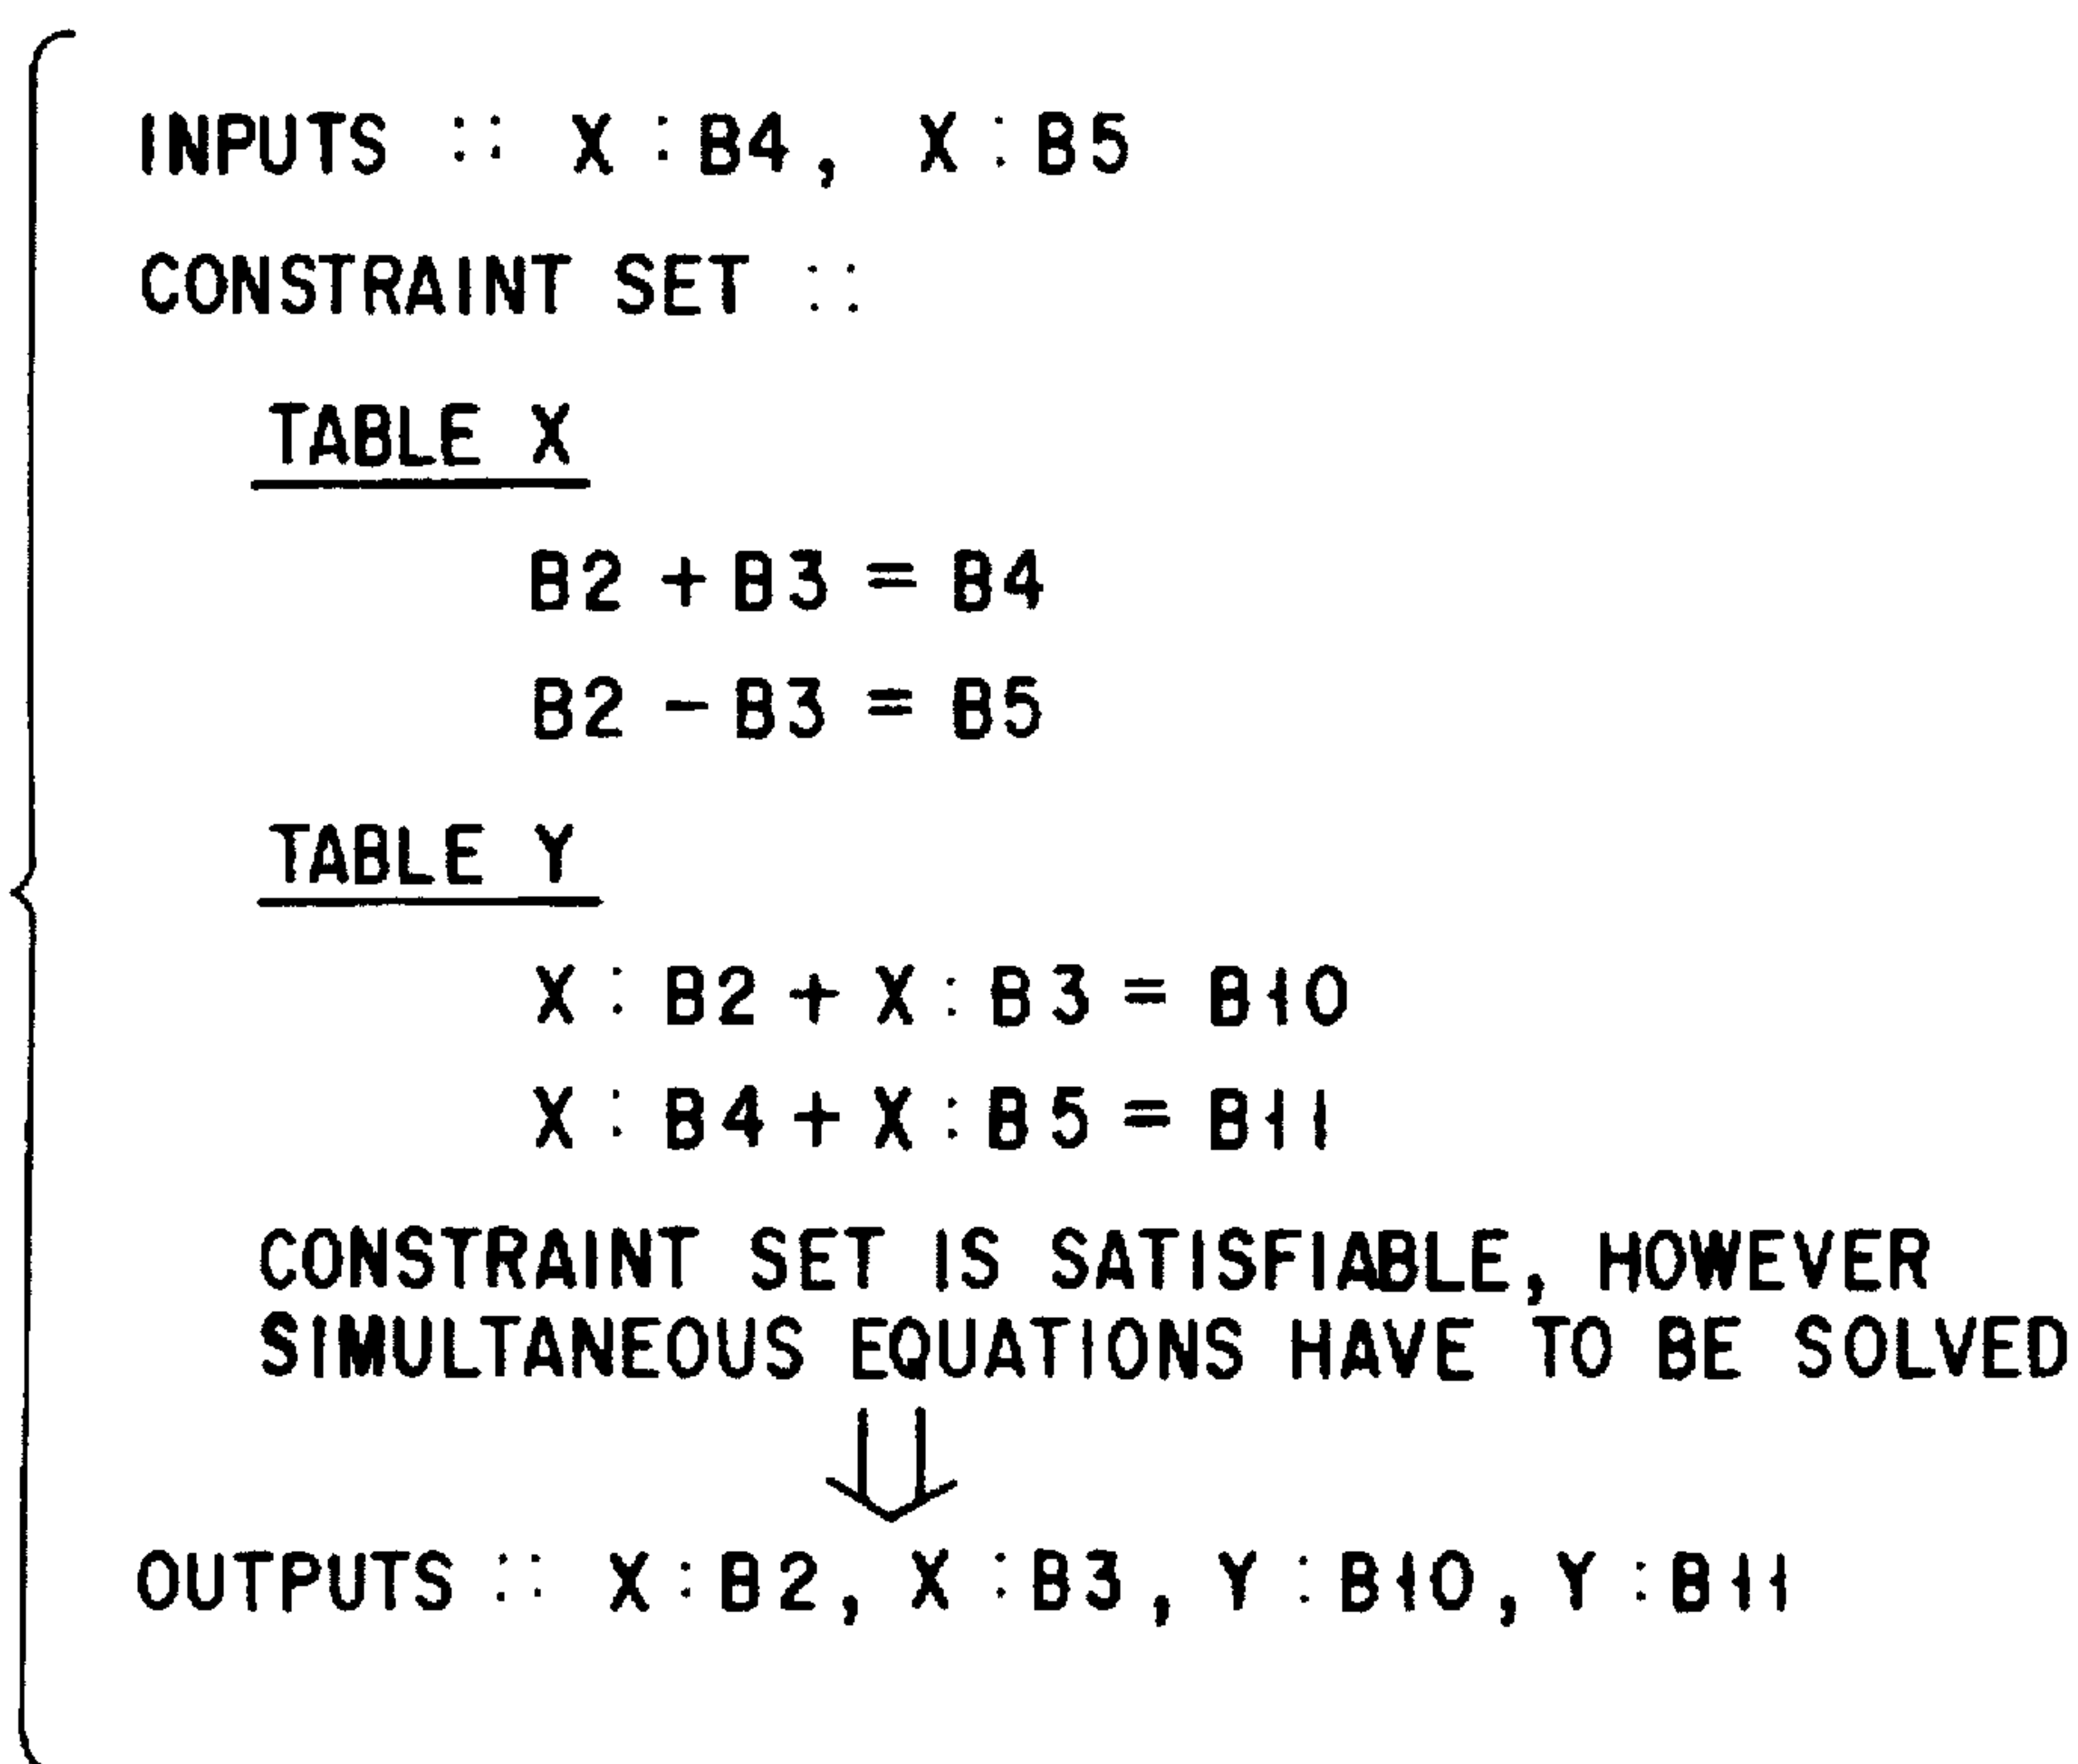 INPUTS :: X:B4, X:B5
CONSTRAINT SET ::
TABLE X
B2 + B3 = B4
B2 - B3 = B5
TABLE Y
X:B2 + X:B3 = B10
X:B4 + X:B5 = B11
CONSTRAINT SET IS SATISFIABLE, HOWEVER
SIMULTANEOUS EQUATIONS HAVE TO BE SOLVED
OUTPUTS :: X:B2, X:B3, Y:B10, Y:B11